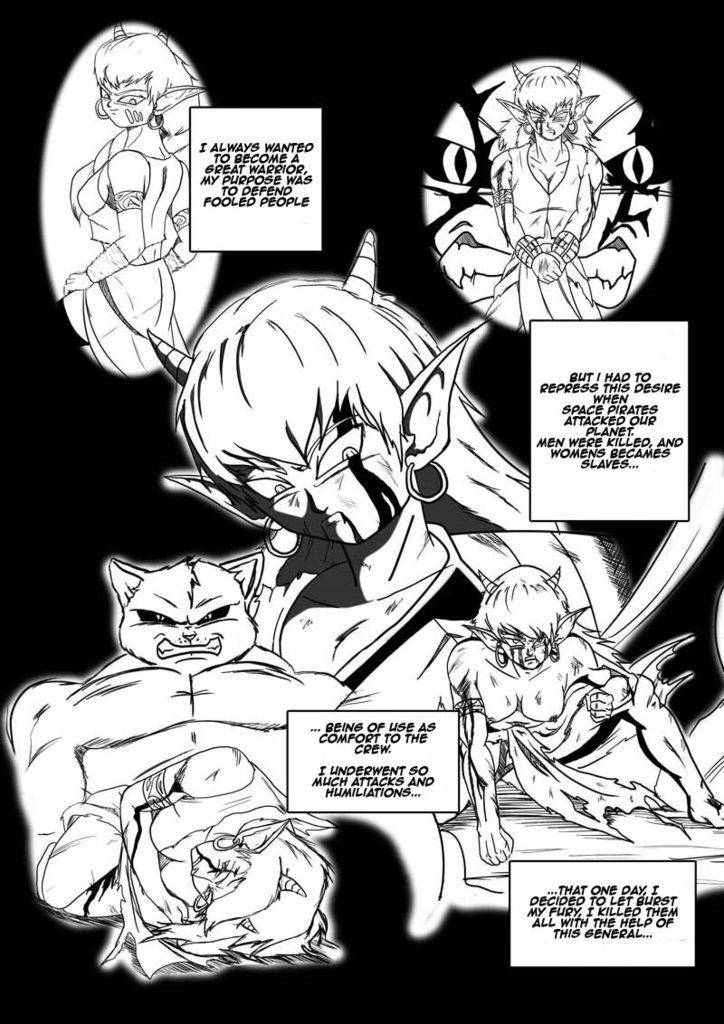 I ALWAYS WANTED
TO BECOME A
GREAT WARRIOR,
MY PURPOSE WAS
TO DEFEND
FOOLED PEOPLE
BUT I HAD TO
REPRESS THIS DESIRE
WHEN
SPACE PIRATES
ATTACKED OUR
PLANET.
MEN WERE KILLED, AND
WOMENS BECAMES
SLAVES...
... BEING OF USE AS
COMFORT TO THE
CREW.
I UNDERWENT SO
MUCH ATTACKS AND
HUMILIATIONS...
...THAT ONE DAY, I
DECIDED TO LET BURST
MY FURY, I KILLED THEM
ALL WITH THE HELP OF
THIS GENERAL...